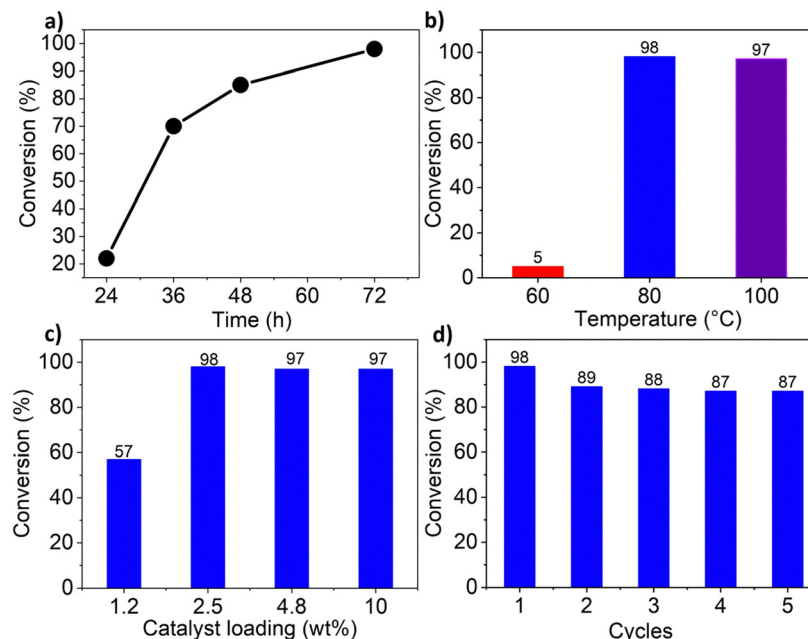 a)
Conversion (%)
100
90
80
70
60
50
40
30
20
24 36 48 60 72
Time (h)
b)
Conversion (%)
100
80
60
40
20
0
5
98
97
60 80 100
Temperature (°C)
c)
Conversion (%)
100
80
60
40
20
0
57
98
97
97
1.2 2.5 4.8 10
Catalyst loading (wt%)
d)
Conversion (%)
100
80
60
40
20
0
98
89
88
87
87
1 2 3 4 5
Cycles